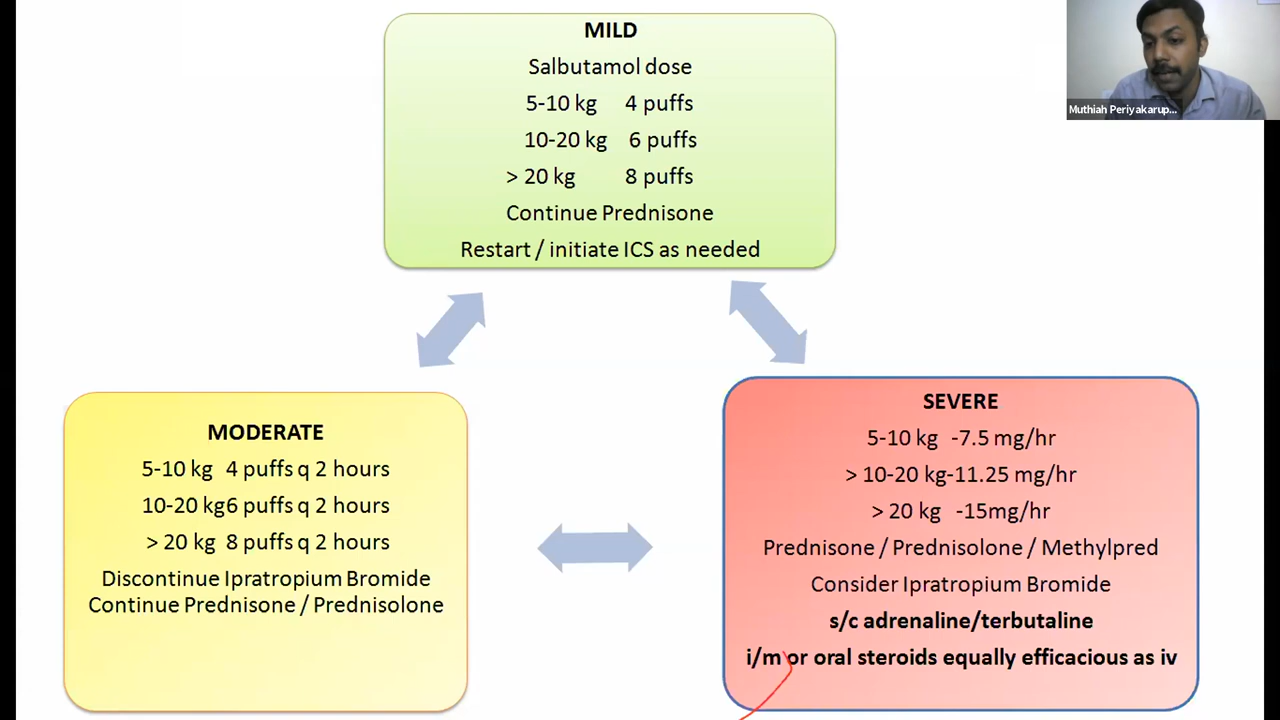 MILD
Salbutamol dose
5-10 kg 4 puffs
10-20 kg 6 puffs
> 20 kg 8 puffs
Continue Prednisone
Restart / initiate ICS as needed
Muthiah Periyakarup...
MODERATE
5-10 kg 4 puffs q 2 hours
10-20 kg6 puffs q 2 hours
> 20 kg 8 puffs q 2 hours
Discontinue Ipratropium Bromide
Continue Prednisone / Prednisolone
SEVERE
5-10 kg -7.5 mg/hr
> 10-20 kg-11.25 mg/hr
> 20 kg -15mg/hr
Prednisone / Prednisolone / Methylpred
Consider Ipratropium Bromide
s/c adrenaline/terbutaline
i/m or oral steroids equally efficacious as iv